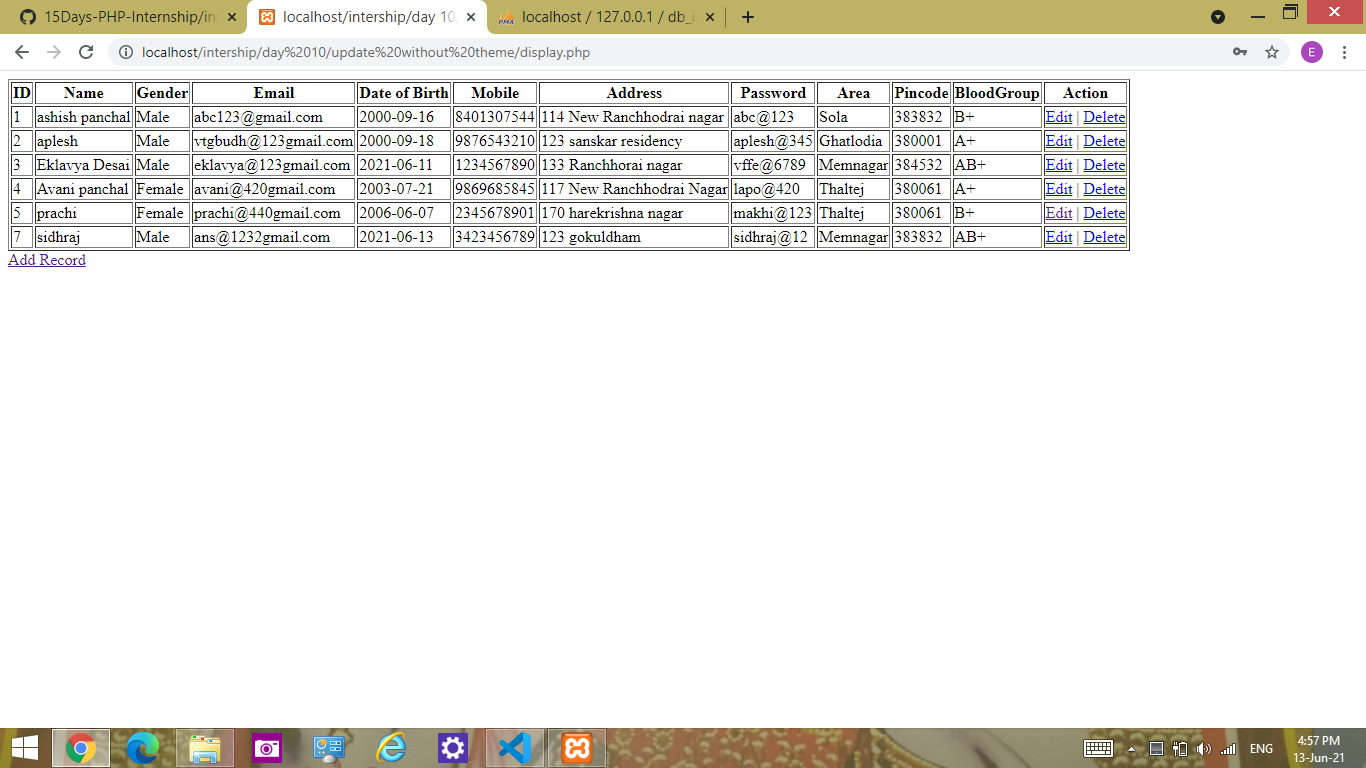 15Days-PHP-Internship/in
localhost/intership/day 10
localhost / 127.0.0.1 / db_i
localhost/intership/day%2010/update%20without%20theme/display.php
E
ID Name Gender Email Date of Birth Mobile Address Password Area Pincode BloodGroup Action
1 ashish panchal Male abc123@gmail.com 2000-09-16 8401307544 114 New Ranchhodrai nagar abc@123 Sola 383832 B+ Edit | Delete
2 aplesh Male vtgbudh@123gmail.com 2000-09-18 9876543210 123 sanskar residency aplesh@345 Ghatlodia 380001 A+ Edit | Delete
3 Eklavya Desai Male eklavya@123gmail.com 2021-06-11 1234567890 133 Ranchhorai nagar vffe@6789 Memnagar 384532 AB+ Edit | Delete
4 Avani panchal Female avani@420gmail.com 2003-07-21 9869685845 117 New Ranchhodrai Nagar lapo@420 Thaltej 380061 A+ Edit | Delete
5 prachi Female prachi@440gmail.com 2006-06-07 2345678901 170 harekrishna nagar makhi@123 Thaltej 380061 B+ Edit | Delete
7 sidhraj Male ans@1232gmail.com 2021-06-13 3423456789 123 gokuldham sidhraj@12 Memnagar 383832 AB+ Edit | Delete
Add Record
ENG
4:57 PM
13-Jun-21